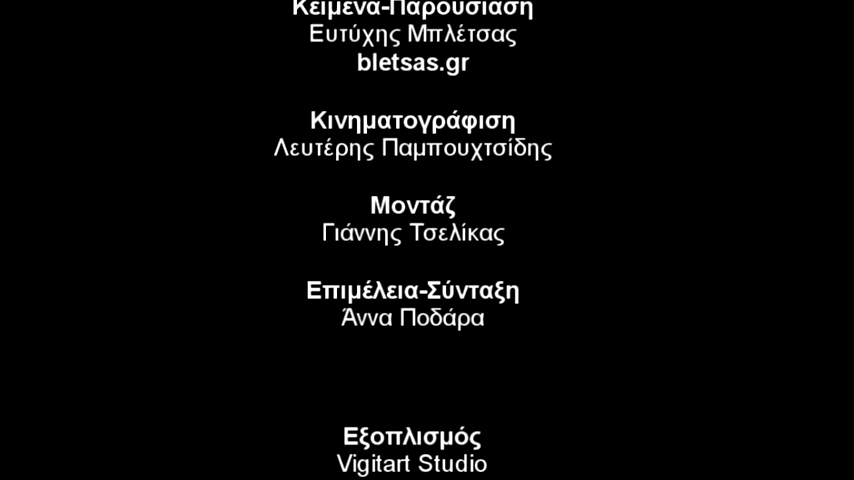 Κείμενα-Παρουσίαση
Ευτύχης Μπλέτσας
bletsas.gr
Κινηματογράφιση
Λευτέρης Παμπουχτσίδης
Μοντάζ
Γιάννης Τσελίκας
Επιμέλεια-Σύνταξη
Άννα Ποδάρα
Εξοπλισμός
Vigitart Studio